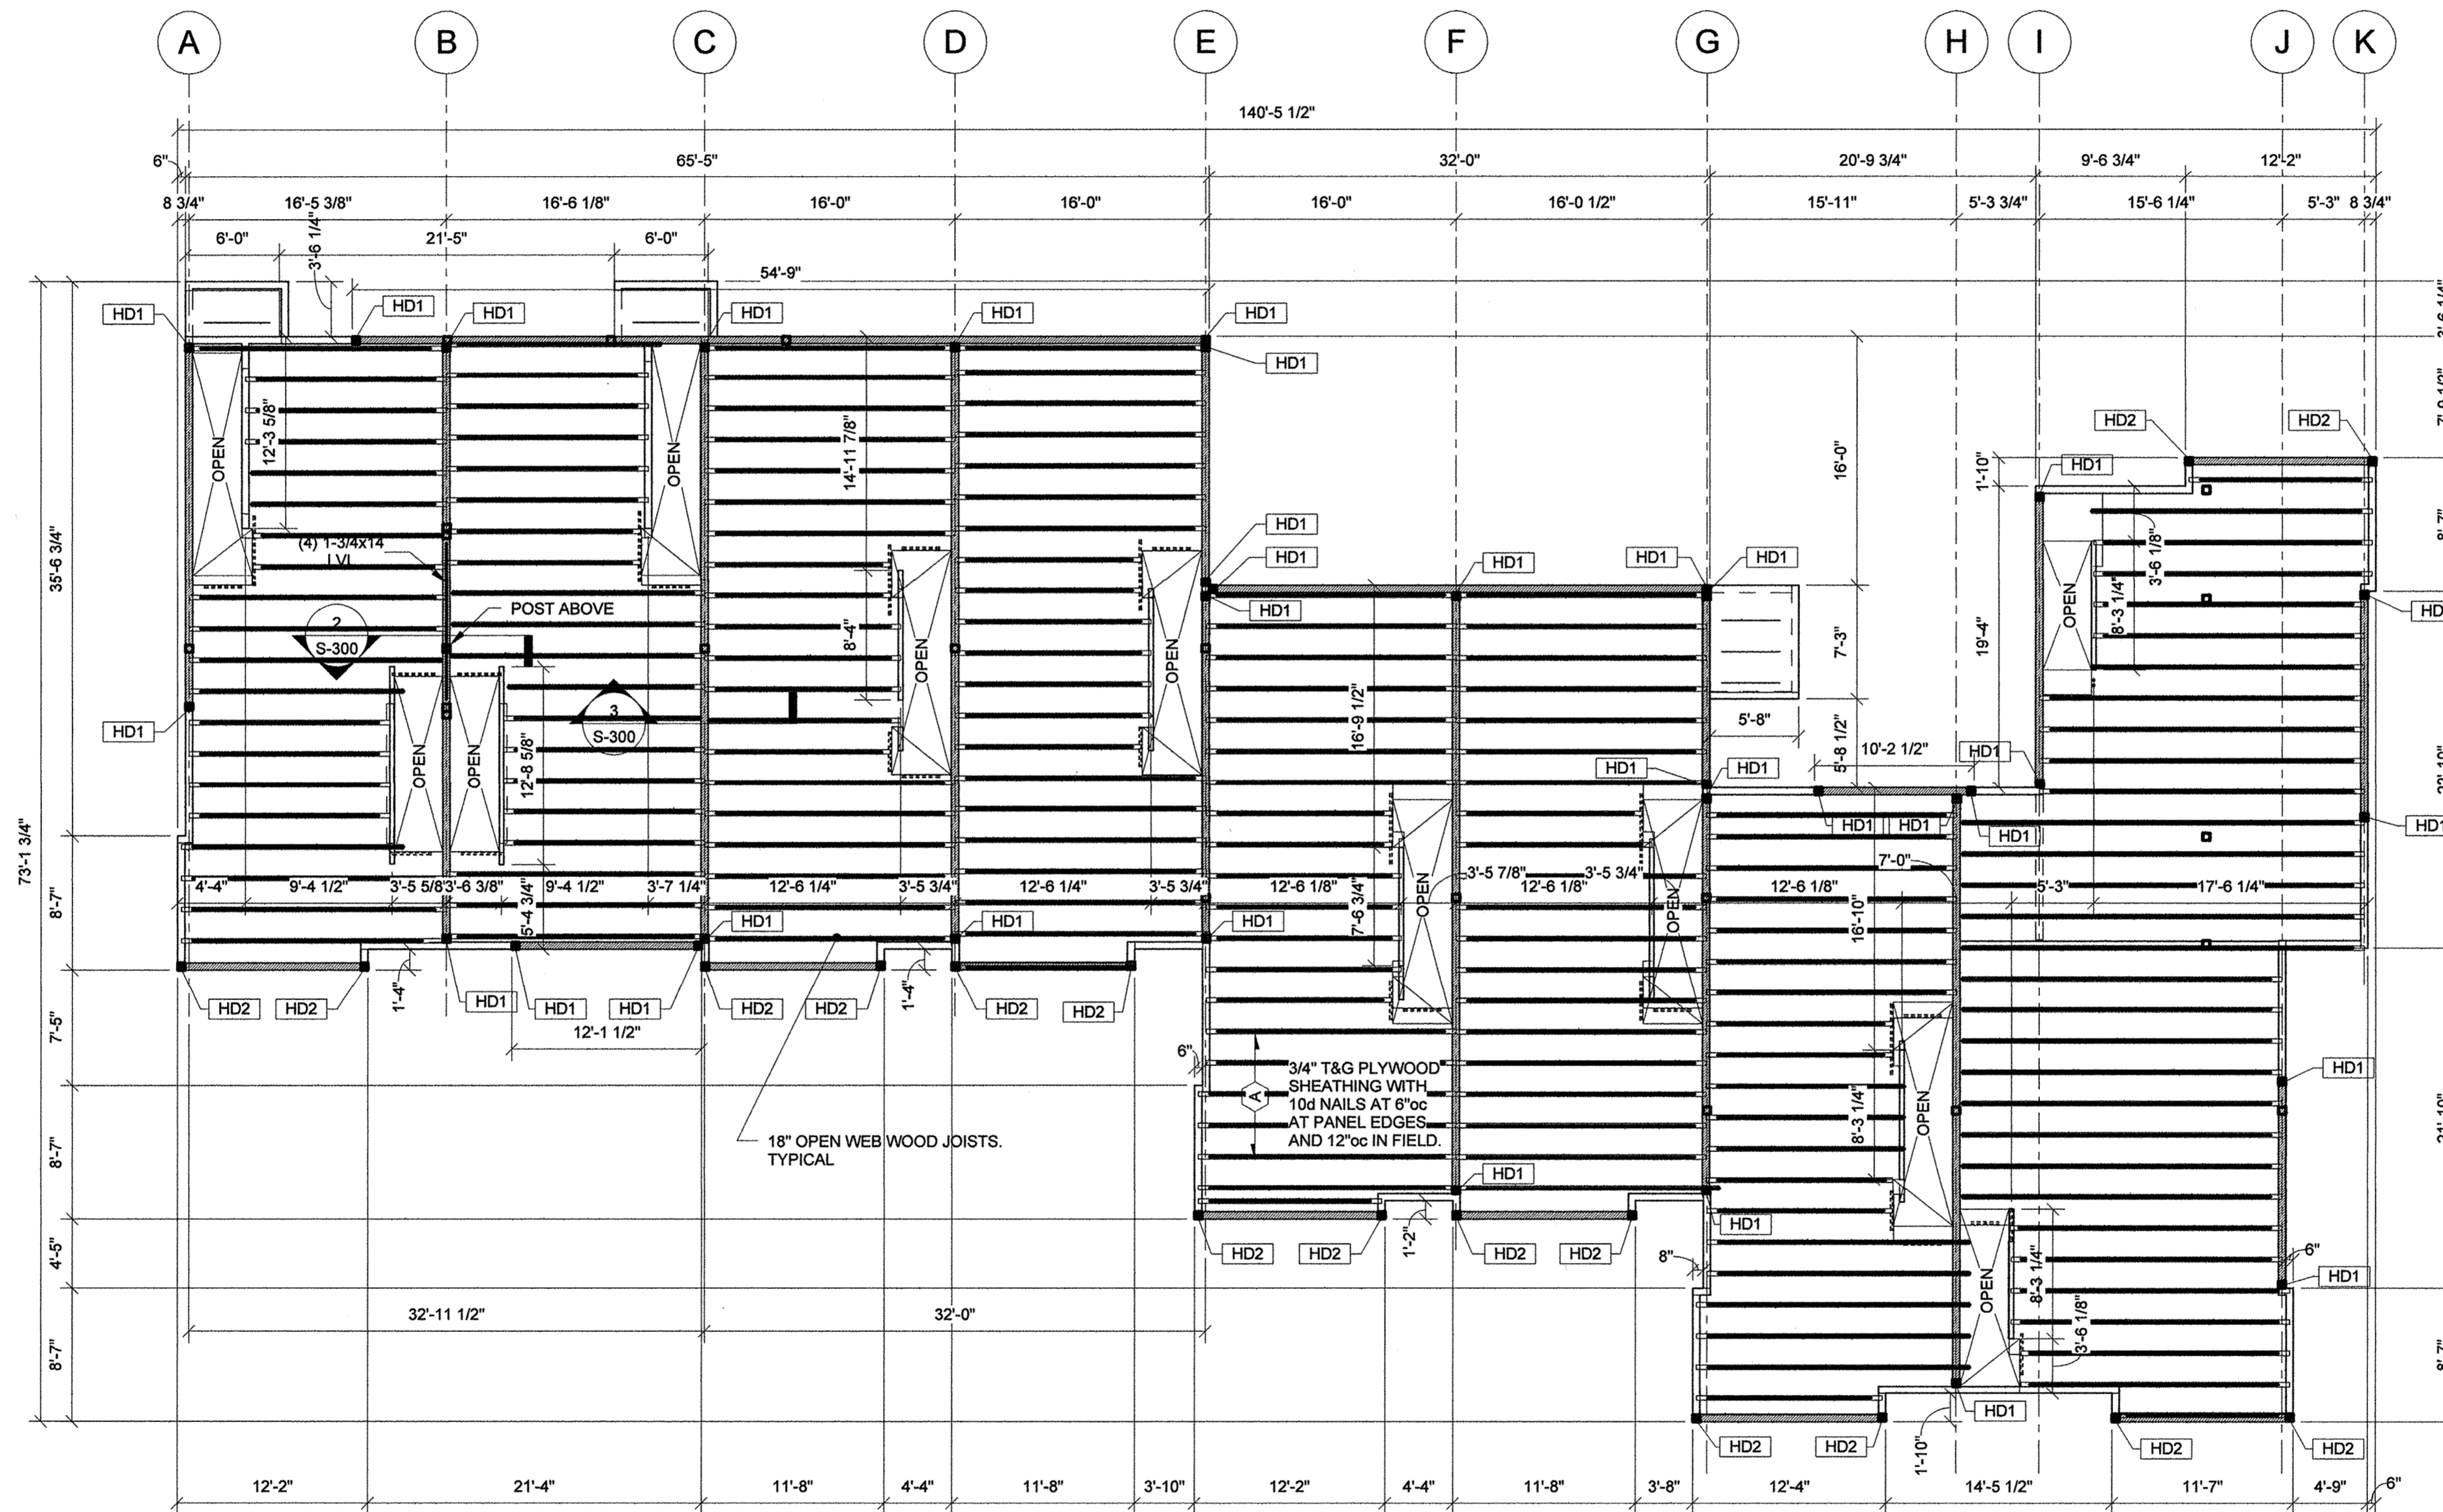 A B C D E F G H I J K
140'-5 1/2"
6" 65'-5" 32'-0" 20'-9 3/4" 9'-6 3/4" 12'-2"
8 3/4" 16'-5 3/8" 16'-6 1/8" 16'-0" 16'-0" 16'-0" 16'-0 1/2" 15'-11" 5'-3 3/4" 15'-6 1/4" 5'-3" 8 3/4"
6'-0" 21'-5" 6'-0"
3'-6 1/4"
54'-9"
HD1 HD1 HD1 HD1 HD1 HD1
HD1
HD2 HD2
OPEN
12'-3 5/8"
OPEN
14'-11 7/8"
16'-0"
1'-10"
HD1
35'-6 3/4"
(4) 1-3/4x14
LVL
HD1
HD1
HD1 HD1 HD1
HD1
POST ABOVE
2
S-300
8'-4"
OPEN
OPEN
7'-3"
19'-4"
OPEN
8'-3 1/4"
3'-6 1/8"
3
S-300
HD1
16'-9 1/2"
5'-8"
5'-8 1/2"
10'-2 1/2"
HD1
HD1 HD1
OPEN
OPEN
12'-8 5/8"
HD1 HD1 HD1
HD1
7'-0"
73'-1 3/4"
8'-7"
4'-4" 9'-4 1/2" 3'-5 5/8" 3'-6 3/8" 9'-4 1/2" 3'-7 1/4" 12'-6 1/4" 3'-5 3/4" 12'-6 1/4" 3'-5 3/4" 12'-6 1/8" 3'-5 7/8" 12'-6 1/8" 3'-5 3/4" 12'-6 1/8" 5'-3" 17'-6 1/4"
5'-4 3/4"
7'-6 3/4"
OPEN
OPEN
16'-10"
HD1 HD1 HD1
1'-4"
1'-4"
HD2 HD2 HD1 HD1 HD1 HD2 HD2 HD2 HD2
7'-5"
12'-1 1/2"
6"
3/4" T&G PLYWOOD
SHEATHING WITH
10d NAILS AT 6"oc
AT PANEL EDGES
AND 12"oc IN FIELD.
A
HD1
8'-3 1/4"
OPEN
18" OPEN WEB WOOD JOISTS.
TYPICAL
8'-7"
HD1
HD1
1'-2"
HD2 HD2 HD2 HD2
4'-5"
8"
6"
HD1
OPEN
8'-3 1/4"
3'-6 1/8"
32'-11 1/2" 32'-0"
8'-7"
HD1
1'-10"
HD2 HD2 HD2 HD2
12'-2" 21'-4" 11'-8" 4'-4" 11'-8" 3'-10" 12'-2" 4'-4" 11'-8" 3'-8" 12'-4" 14'-5 1/2" 11'-7" 4'-9" 6"